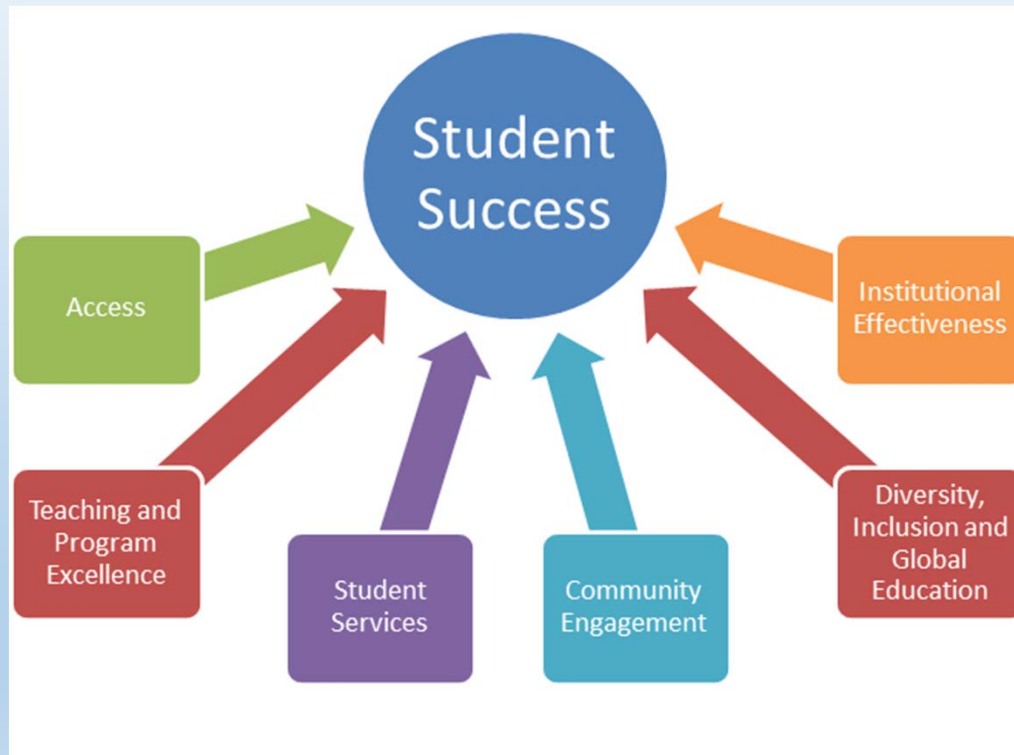 Student
Success
Access
Institutional
Effectiveness
Teaching and
Program
Excellence
Student
Services
Community
Engagement
Diversity,
Inclusion and
Global
Education